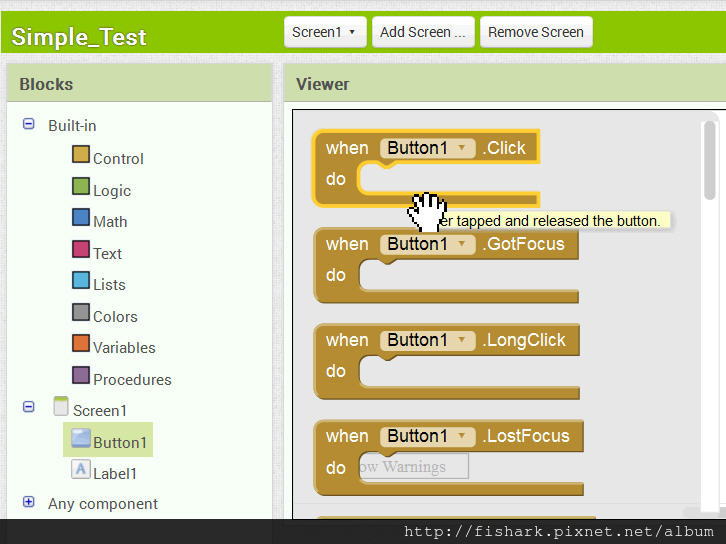 Simple_Test
Screen1
Add Screen ...
Remove Screen
Blocks
Built-in
Control
Logic
Math
Text
Lists
Colors
Variables
Procedures
Screen1
Button1
Label1
Any component
Viewer
when Button1 .Click
do
er tapped and released the button.
when Button1 .GotFocus
do
when Button1 .LongClick
do
when Button1 .LostFocus
do
ow Warnings
http://fishark.pixnet.net/album